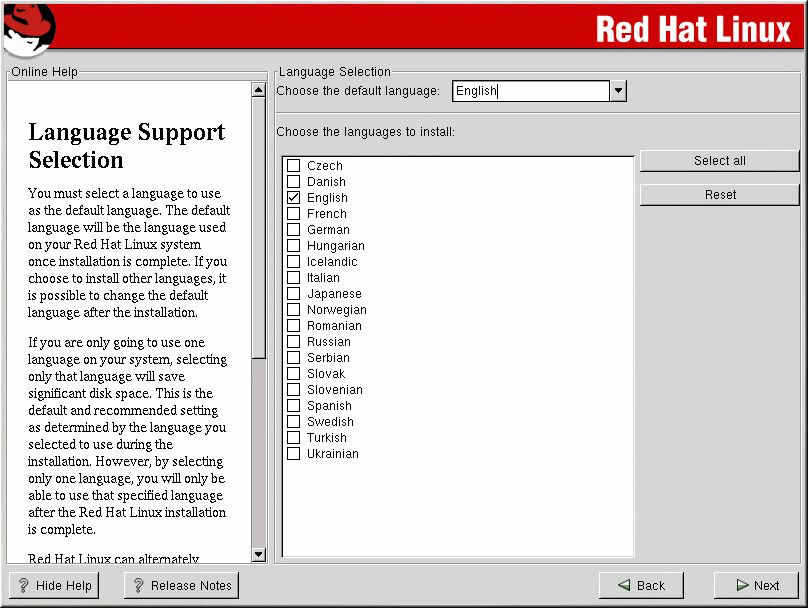 Red Hat Linux
Online Help
Language Support
Selection
You must select a language to use
as the default language. The default
language will be the language used
on your Red Hat Linux system
once installation is complete. If you
choose to install other languages, it
is possible to change the default
language after the installation.
If you are only going to use one
language on your system, selecting
only that language will save
significant disk space. This is the
default and recommended setting
as determined by the language you
selected to use during the
installation. However, by selecting
only one language, you will only be
able to use that specified language
after the Red Hat Linux installation
is complete.
Red Hat Linux can alternately
Language Selection
Choose the default language: English
Choose the languages to install:
Czech
Danish
English
French
German
Hungarian
Icelandic
Italian
Japanese
Norwegian
Romanian
Russian
Serbian
Slovak
Slovenian
Spanish
Swedish
Turkish
Ukrainian
Select all
Reset
? Hide Help
? Release Notes
Back
Next